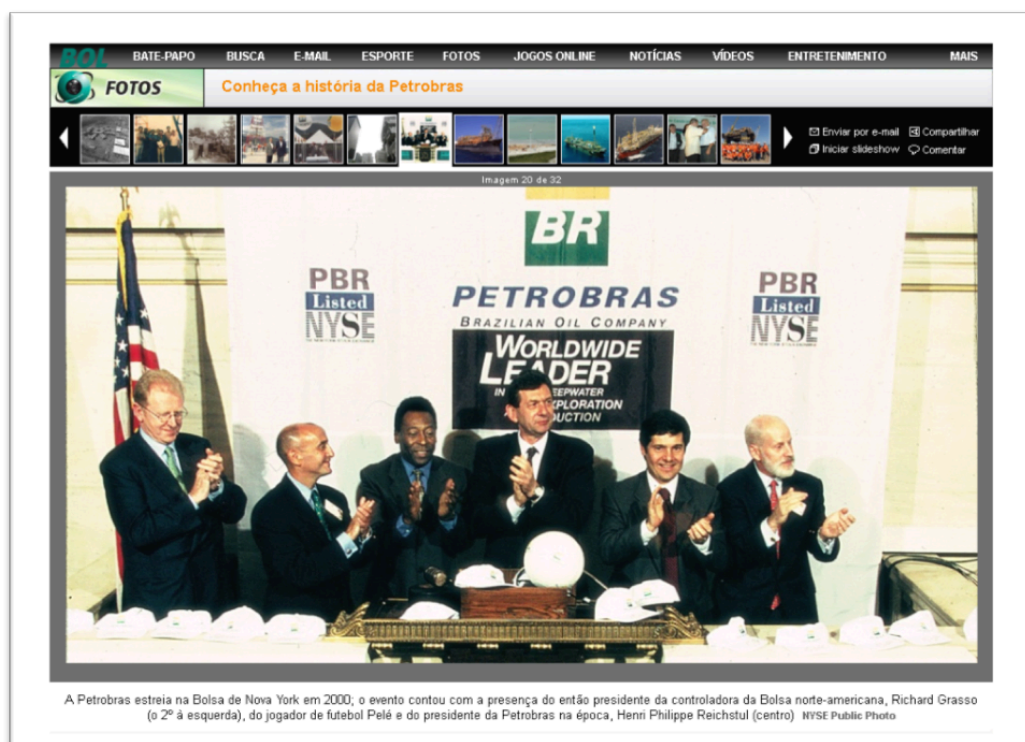 BOL BATE-PAPO BUSCA E-MAIL ESPORTE FOTOS JOGOS ONLINE NOTÍCIAS VÍDEOS ENTRETENIMENTO MAIS
FOTOS Conheça a história da Petrobras
Enviar por e-mail Compartilhar
Iniciar slideshow Comentar
Imagem 20 de 32
BR
PBR
Listed
NYSE
PETROBRAS
BRAZILIAN OIL COMPANY
WORLDWIDE
LEADER
IN
EEPWATER
XPLORATION
DUCTION
PBR
Listed
NYSE
A Petrobras estreia na Bolsa de Nova York em 2000; o evento contou com a presença do então presidente da controladora da Bolsa norte-americana, Richard Grasso
(o 2º à esquerda), do jogador de futebol Pelé e do presidente da Petrobras na época, Henri Philippe Reichstul (centro) NYSE Public Photo